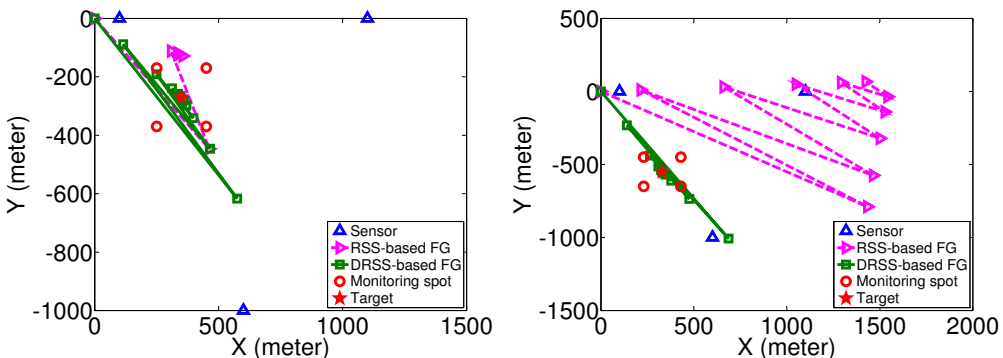 0
-200
-400
-600
-800
-1000
Y (meter)
0
500
1000
1500
X (meter)
Sensor
RSS-based FG
DRSS-based FG
Monitoring spot
Target
500
0
-500
-1000
-1500
Y (meter)
0
500
1000
1500
2000
X (meter)
Sensor
RSS-based FG
DRSS-based FG
Monitoring spot
Target